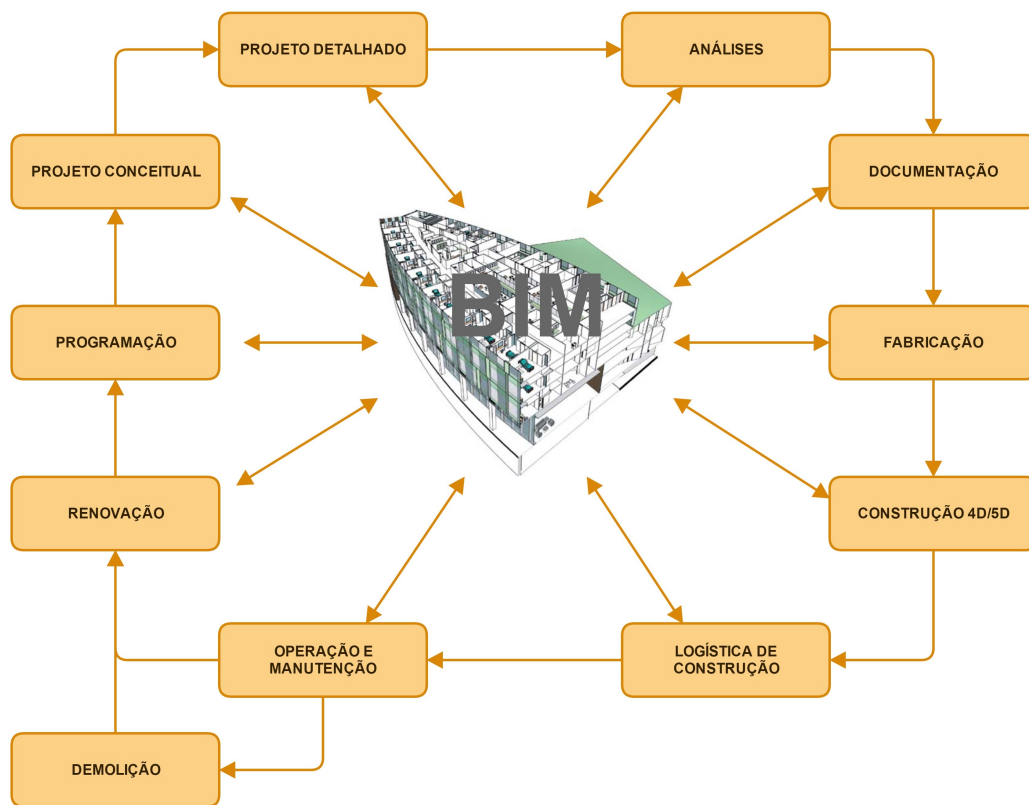 PROJETO DETALHADO
ANÁLISES
PROJETO CONCEITUAL
DOCUMENTAÇÃO
BIM
PROGRAMAÇÃO
FABRICAÇÃO
RENOVAÇÃO
CONSTRUÇÃO 4D/5D
OPERAÇÃO E
MANUTENÇÃO
LOGÍSTICA DE
CONSTRUÇÃO
DEMOLIÇÃO